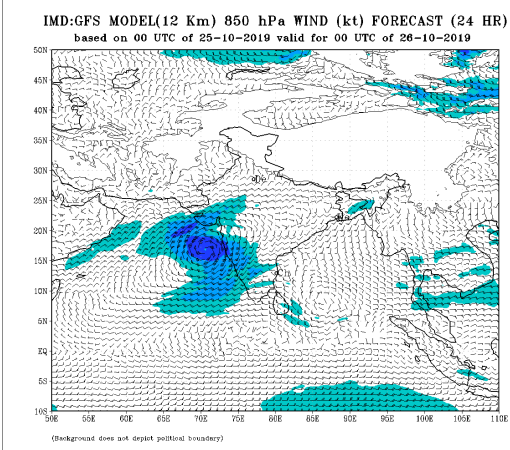 IMD:GFS MODEL(12 Km) 850 hPa WIND (kt) FORECAST (24 HR)
based on 00 UTC of 25-10-2019 valid for 00 UTC of 26-10-2019
50N
45N
40N
35N
30N
25N
20N
15N
10N
5N
EQ
5S
10S
50E 55E 60E 65E 70E 75E 80E 85E 90E 95E 100E 105E 110E
(Background does not depict political boundary)